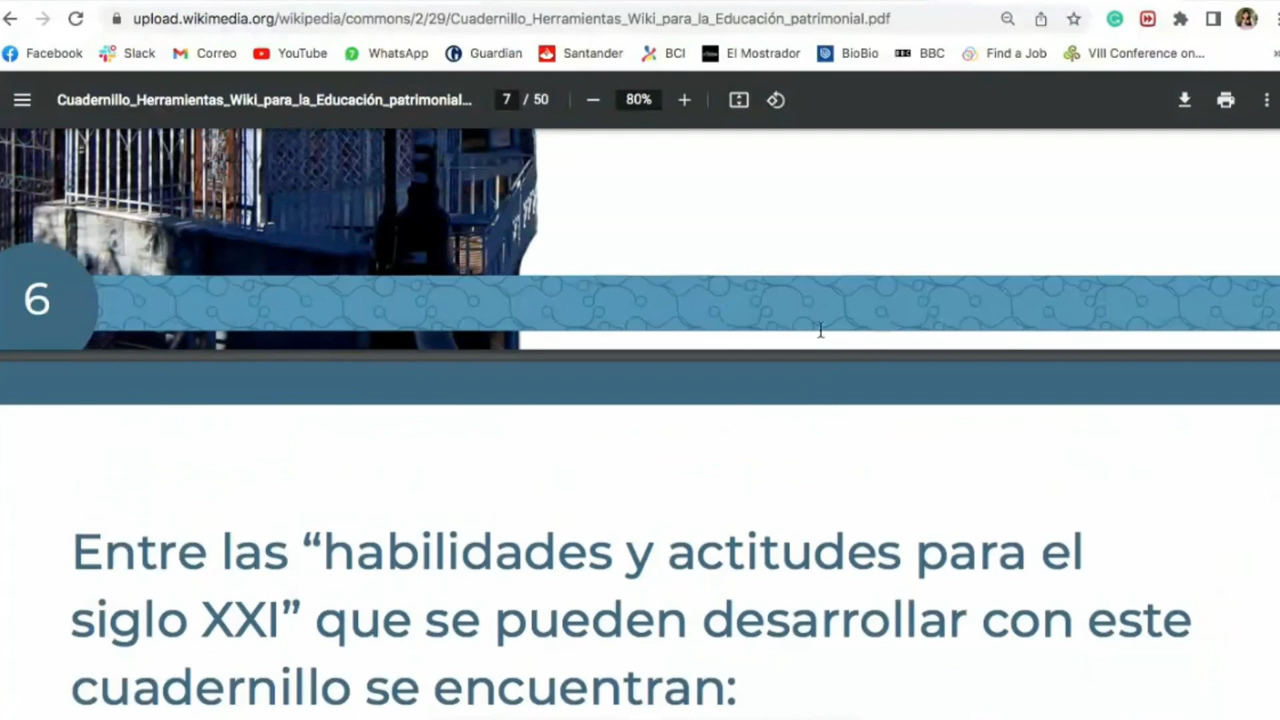 upload.wikimedia.org/wikipedia/commons/2/29/Cuadernillo_Herramientas_Wiki_para_la_Educación_patrimonial.pdf
Facebook Slack Correo YouTube WhatsApp Guardian Santander BCI El Mostrador BioBio BBC BBC Find a Job VIII Conference on... »
Cuadernillo_Herramientas_Wiki_para_la_Educación_patrimonial... 7 / 50 80%
6
Entre las “habilidades y actitudes para el
siglo XXI” que se pueden desarrollar con este
cuadernillo se encuentran: